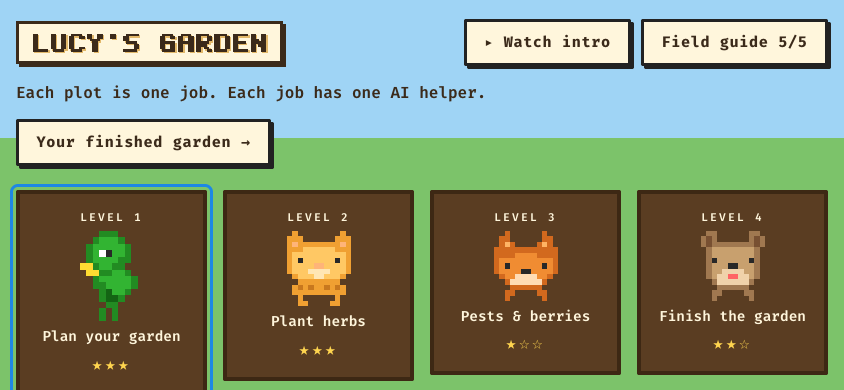 LUCY'S GARDEN
▸ Watch intro
Field guide 5/5
Each plot is one job. Each job has one AI helper.
Your finished garden →
LEVEL 1
Plan your garden
★★★
LEVEL 2
Plant herbs
★★★
LEVEL 3
Pests & berries
★☆☆
LEVEL 4
Finish the garden
★★☆